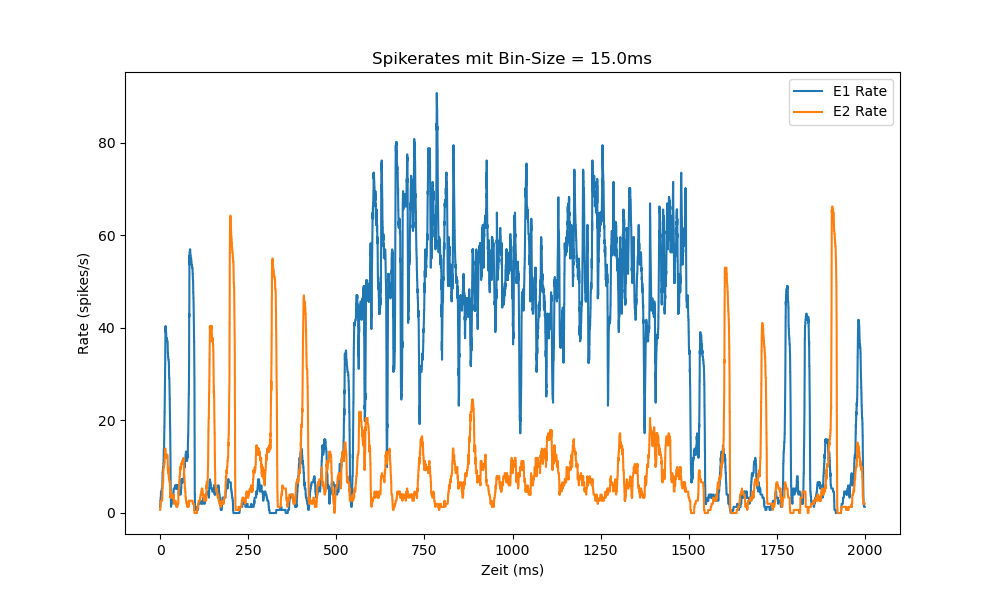 Spikerates mit Bin-Size = 15.0ms
E1 Rate
E2 Rate
Rate (spikes/s)
80
60
40
20
0
0 250 500 750 1000 1250 1500 1750 2000
Zeit (ms)